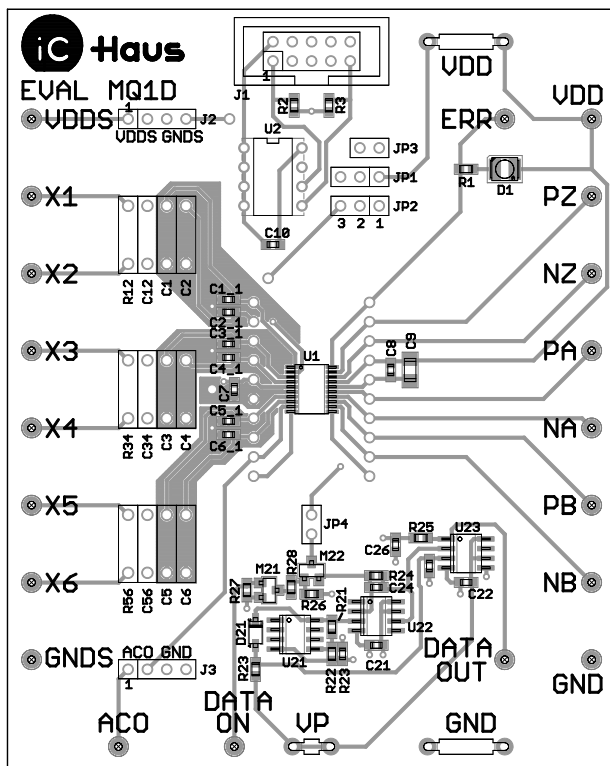 iC Haus
EVAL MQ1D
VDDS
1
J2
VDDS GNDS
J1
1
R2
R3
U2
VDD
ERR
VDD
JP3
JP1
R1
D1
JP2
3 2 1
C10
X1
PZ
X2
NZ
R12
C12
C1
C2
C1_1
C2_1
C3_1
C4_1
U1
C8
C9
X3
PA
C7
X4
NA
R34
C34
C3
C4
C5_1
C6_1
X5
PB
JP4
R25
U23
C26
X6
NB
R56
C56
C5
C6
R27
M21
R28
M22
R26
R24
C24
C22
R21
D21
U21
U22
C21
R23
R22
R23
GNDS
ACO GND
J3
1
DATA
OUT
GND
ACO
DATA
ON
VP
GND